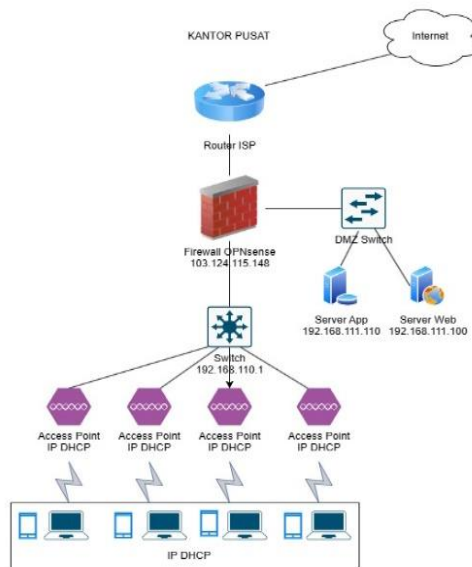 KANTOR PUSAT
Internet
Router ISP
Firewall OPNsense
103.124.115.148
DMZ Switch
Server App
192.168.111.110
Server Web
192.168.111.100
Switch
192.168.110.1
Access Point
IP DHCP
Access Point
IP DHCP
Access Point
IP DHCP
Access Point
IP DHCP
IP DHCP